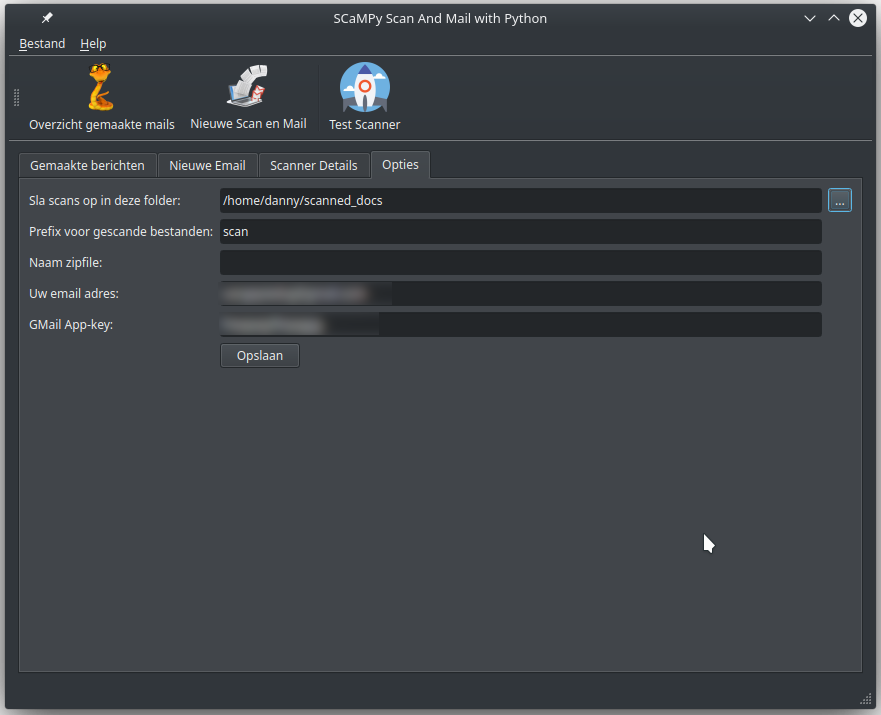 SCaMPy Scan And Mail with Python
Bestand Help
Overzicht gemaakte mails Nieuwe Scan en Mail Test Scanner
Gemaakte berichten Nieuwe Email Scanner Details Opties
Sla scans op in deze folder: /home/danny/scanned_docs ...
Prefix voor gescande bestanden: scan
Naam zipfile:
Uw email adres:
GMail App-key:
Opslaan